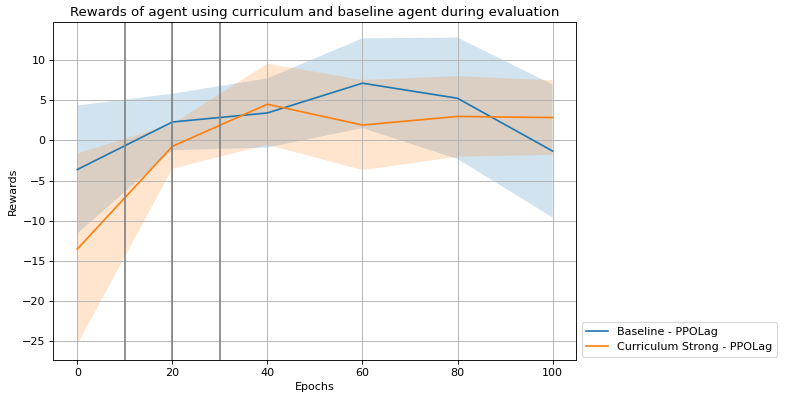 Rewards of agent using curriculum and baseline agent during evaluation
10
5
0
−5
−10
−15
−20
−25
Rewards
0 20 40 60 80 100
Epochs
Baseline - PPOLag
Curriculum Strong - PPOLag